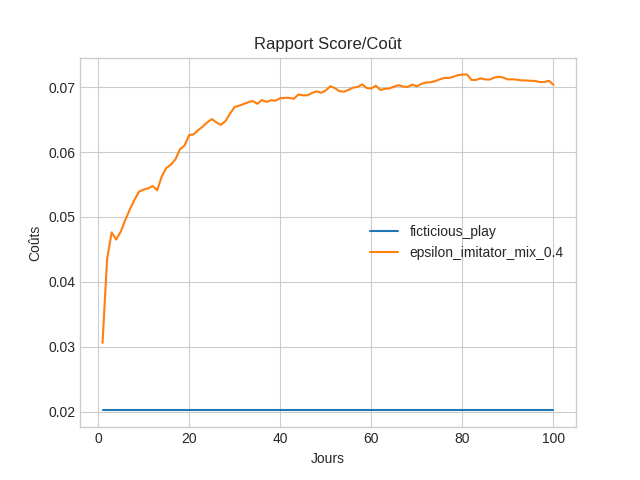 Rapport Score/Coût
0.07
0.06
0.05
0.04
0.03
0.02
Coûts
ficticious_play
epsilon_imitator_mix_0.4
0 20 40 60 80 100
Jours